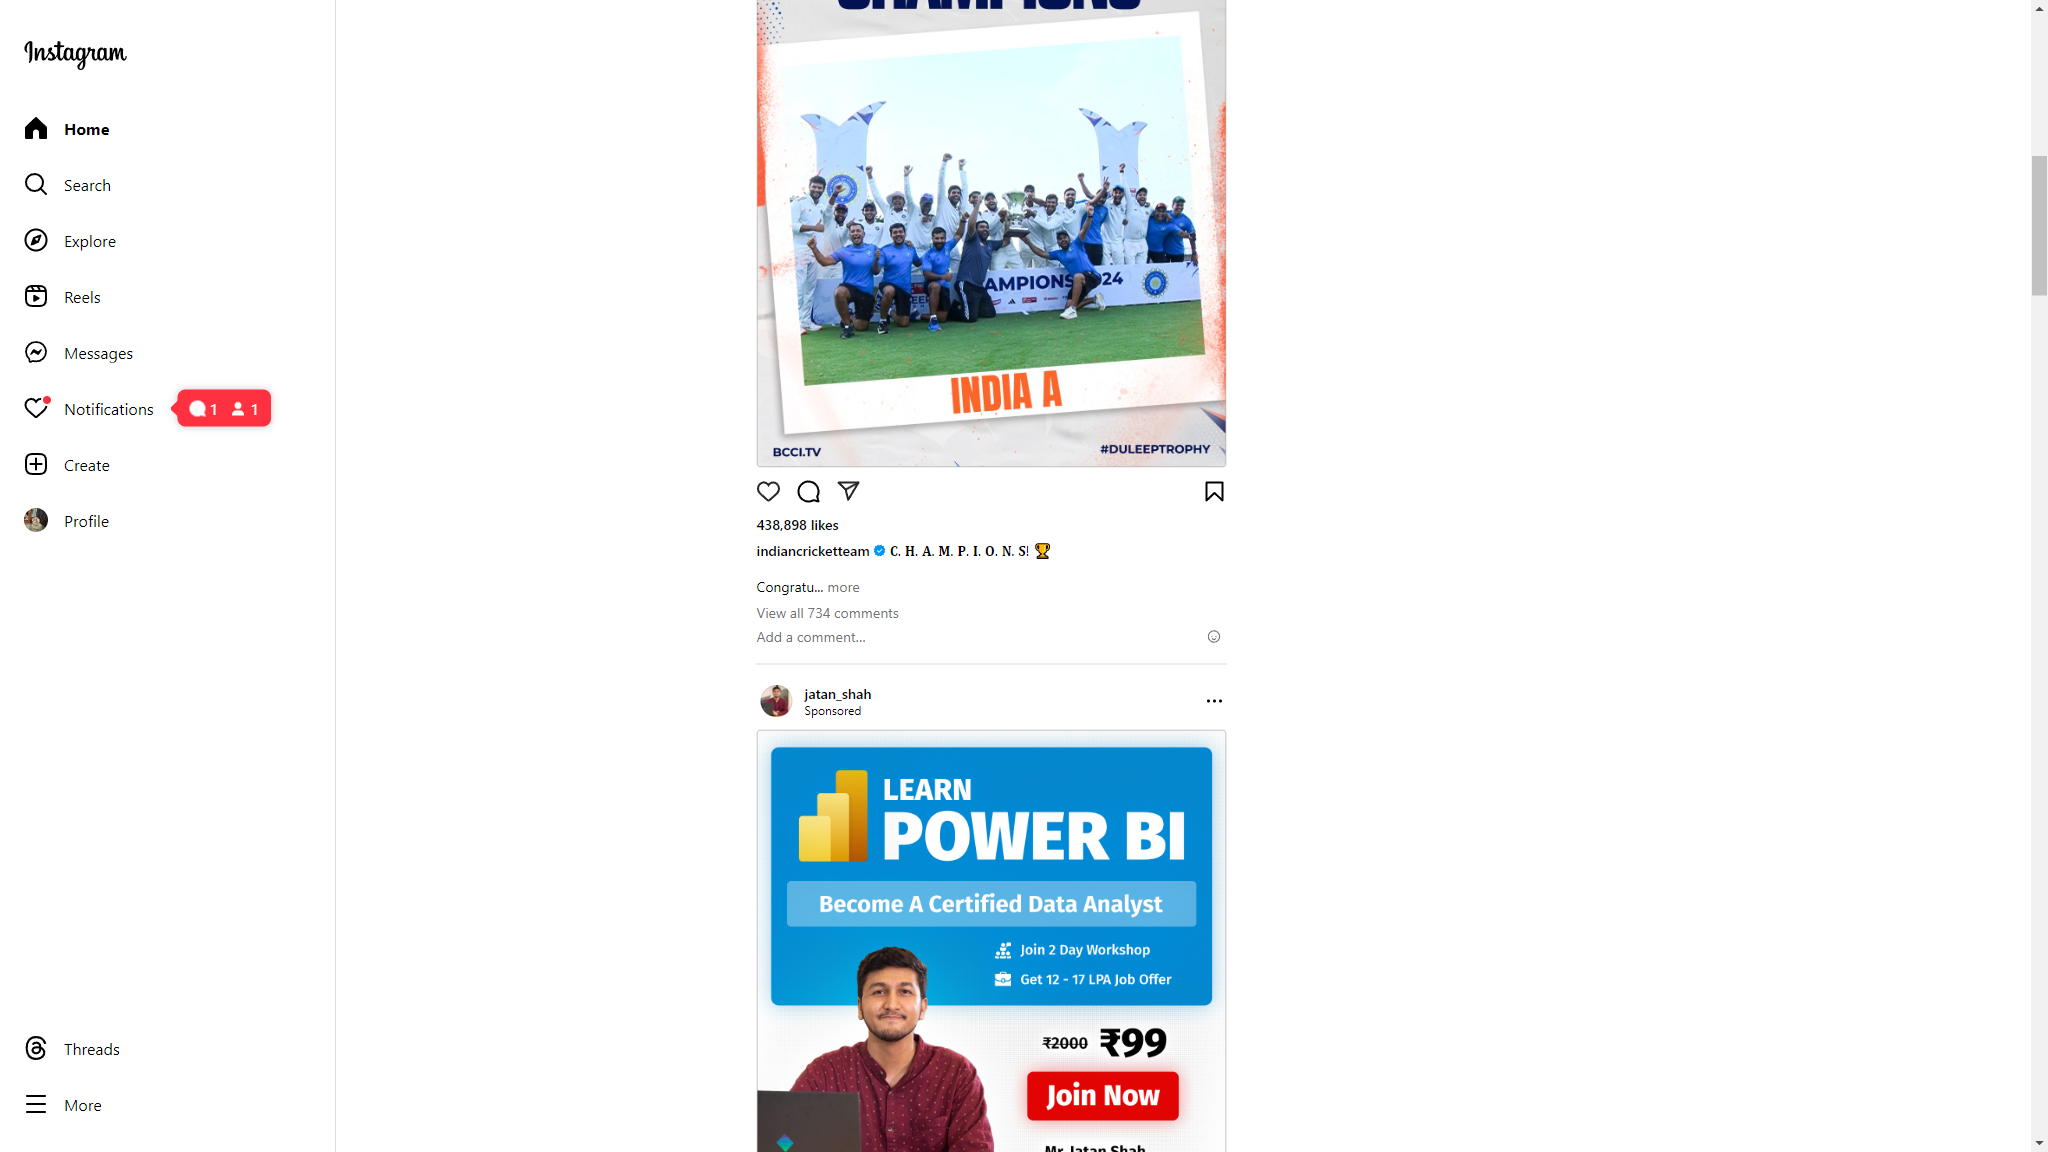 Instagram
Home
Search
Explore
Reels
Messages
Notifications
1 1
Create
Profile
Threads
More
CHAMPIONS
AMPIONS 24
INDIA A
BCCI.TV
#DULEEPTROPHY
438,898 likes
indiancricketteam C. H. A. M. P. I. O. N. S! 🏆
Congratu... more
View all 734 comments
Add a comment...
jatan_shah
Sponsored
LEARN
POWER BI
Become A Certified Data Analyst
Join 2 Day Workshop
Get 12 - 17 LPA Job Offer
₹2000 ₹99
Join Now
Mr Jatan Shah